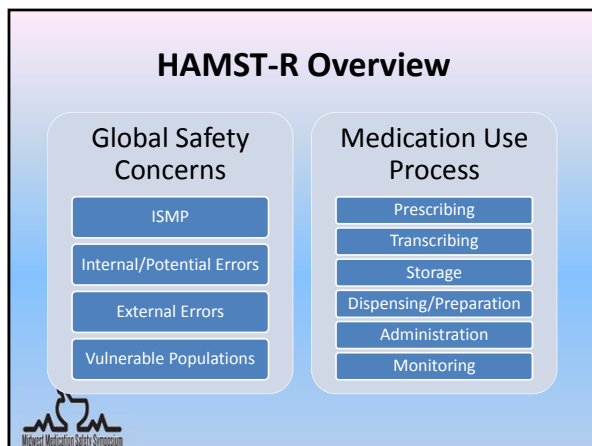 HAMST-R Overview
Global Safety
Concerns
ISMP
Internal/Potential Errors
External Errors
Vulnerable Populations
Medication Use
Process
Prescribing
Transcribing
Storage
Dispensing/Preparation
Administration
Monitoring
Midwest Medication Safety Symposium